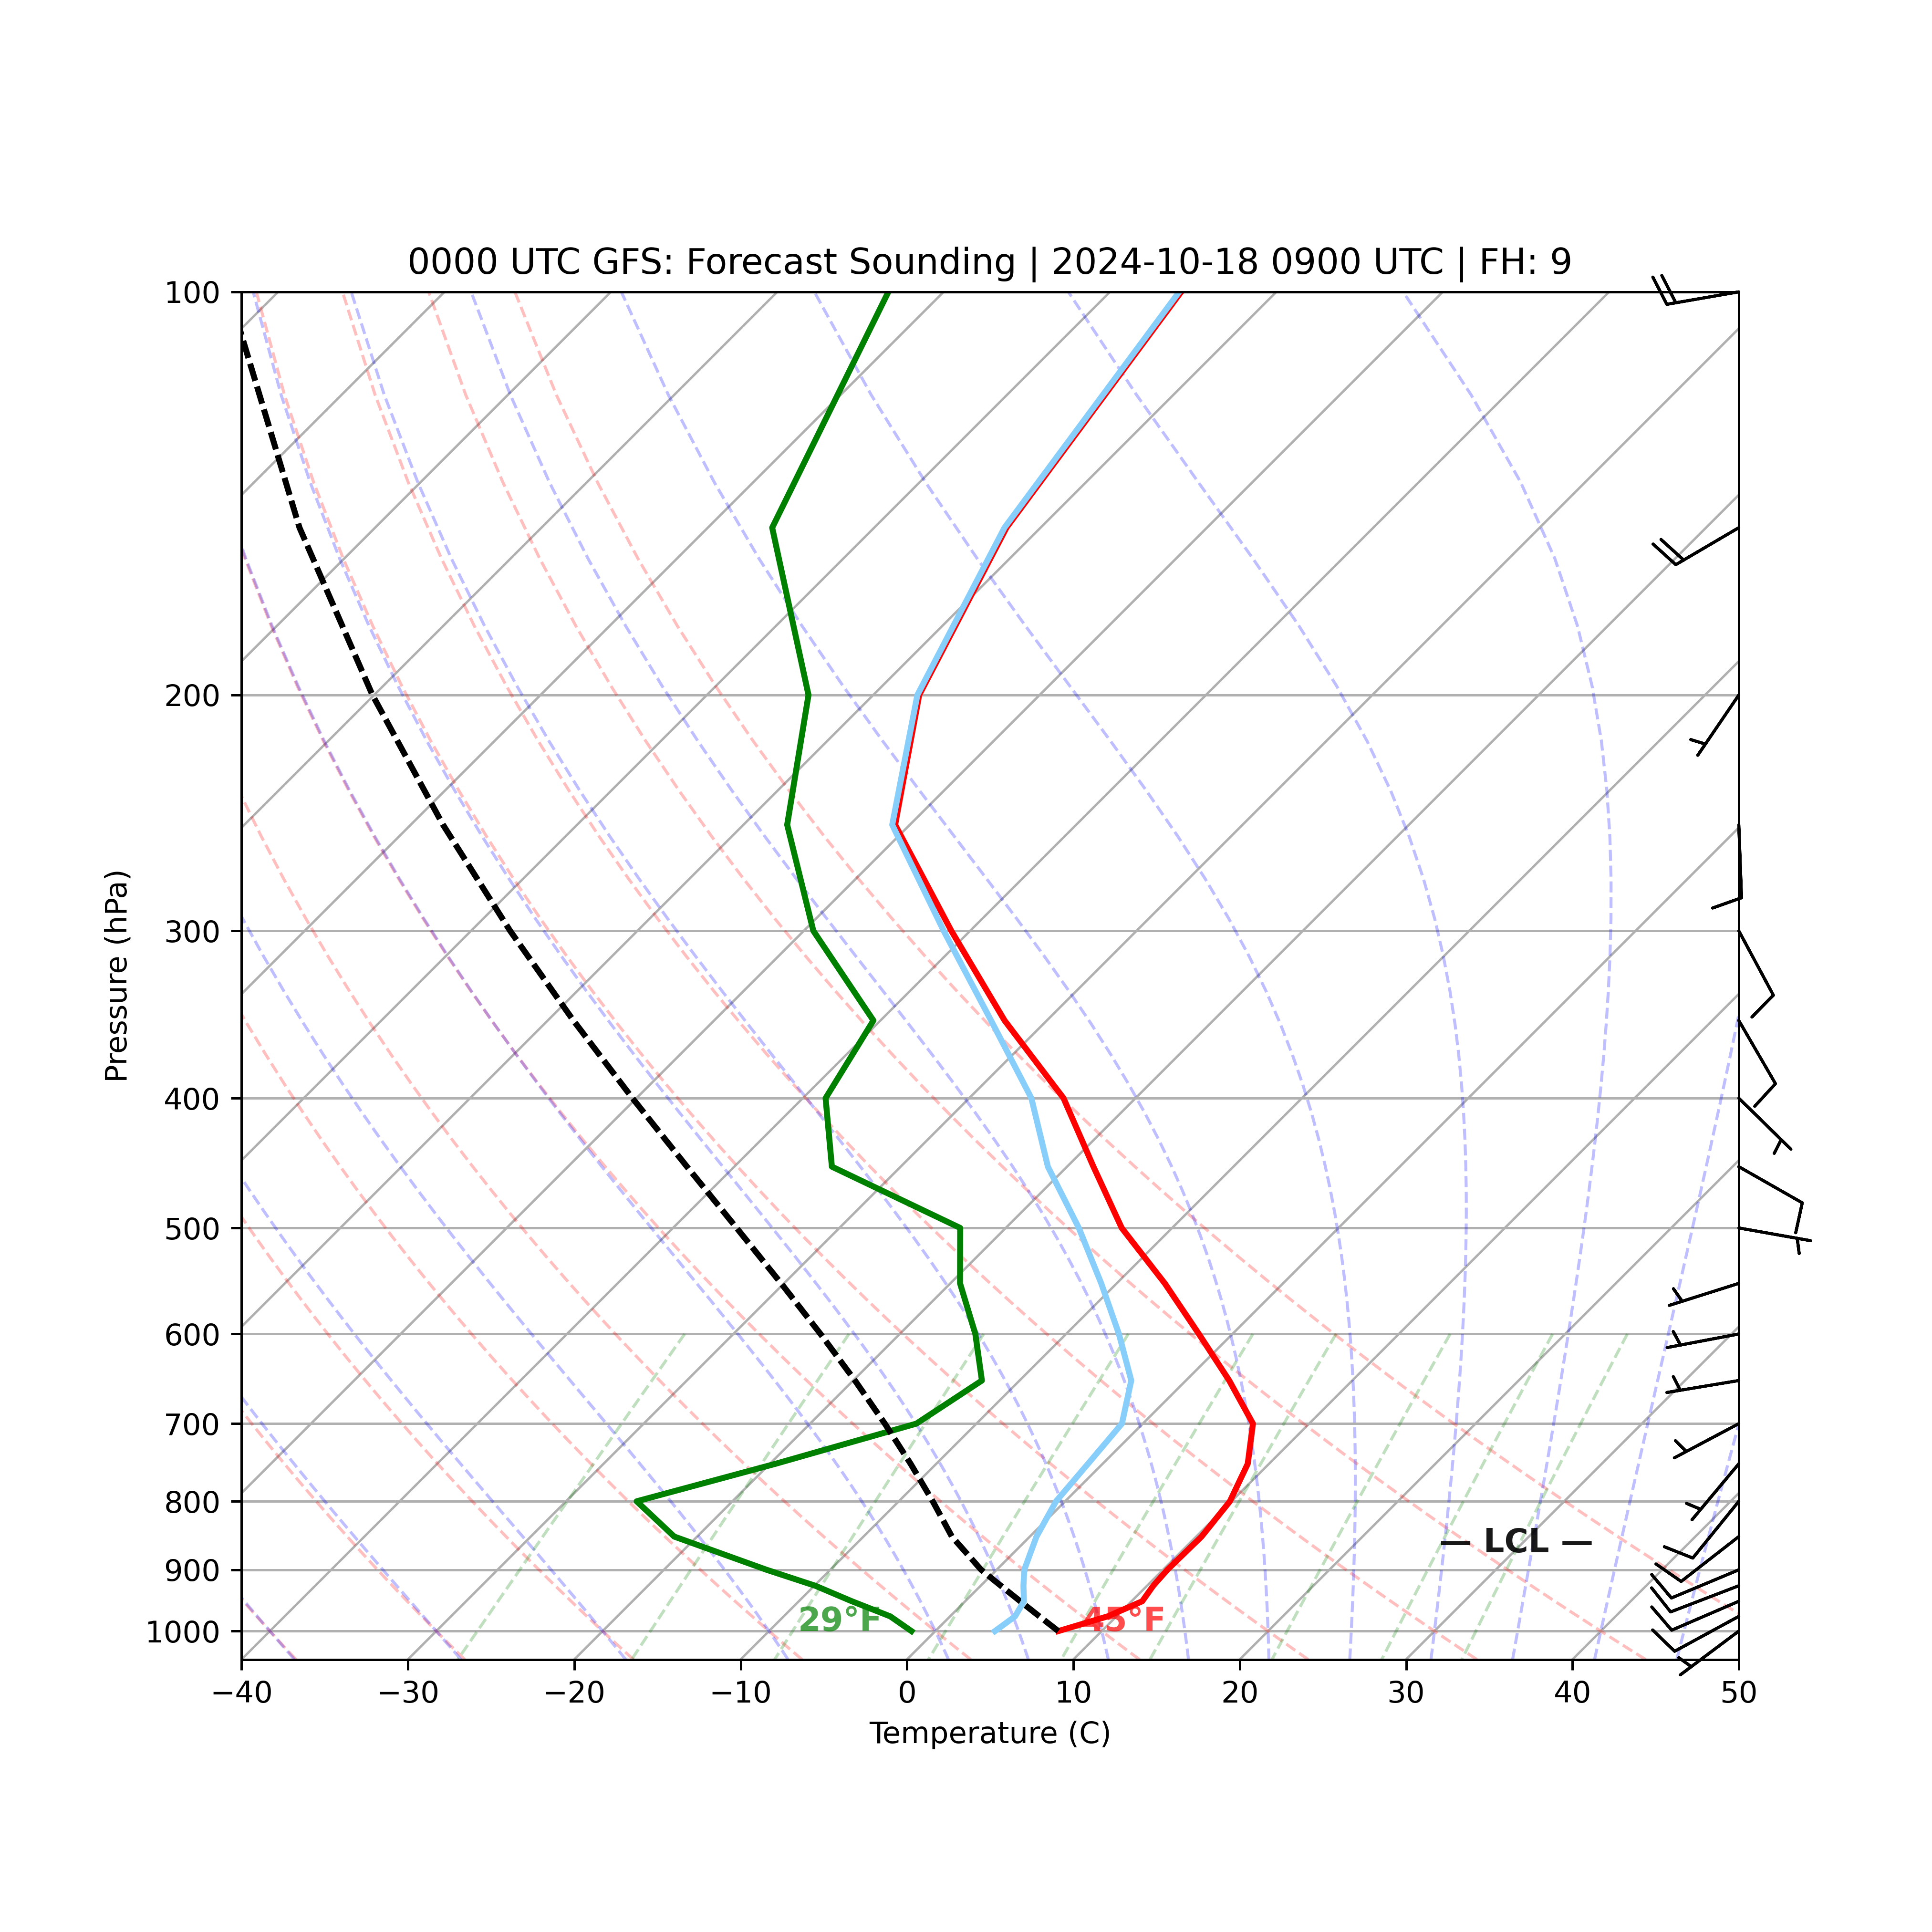 0000 UTC GFS: Forecast Sounding | 2024-10-18 0900 UTC | FH: 9
100
200
300
400
500
600
700
800
900
1000
Pressure (hPa)
— LCL —
29°F
45°F
−40 −30 −20 −10 0 10 20 30 40 50
Temperature (C)